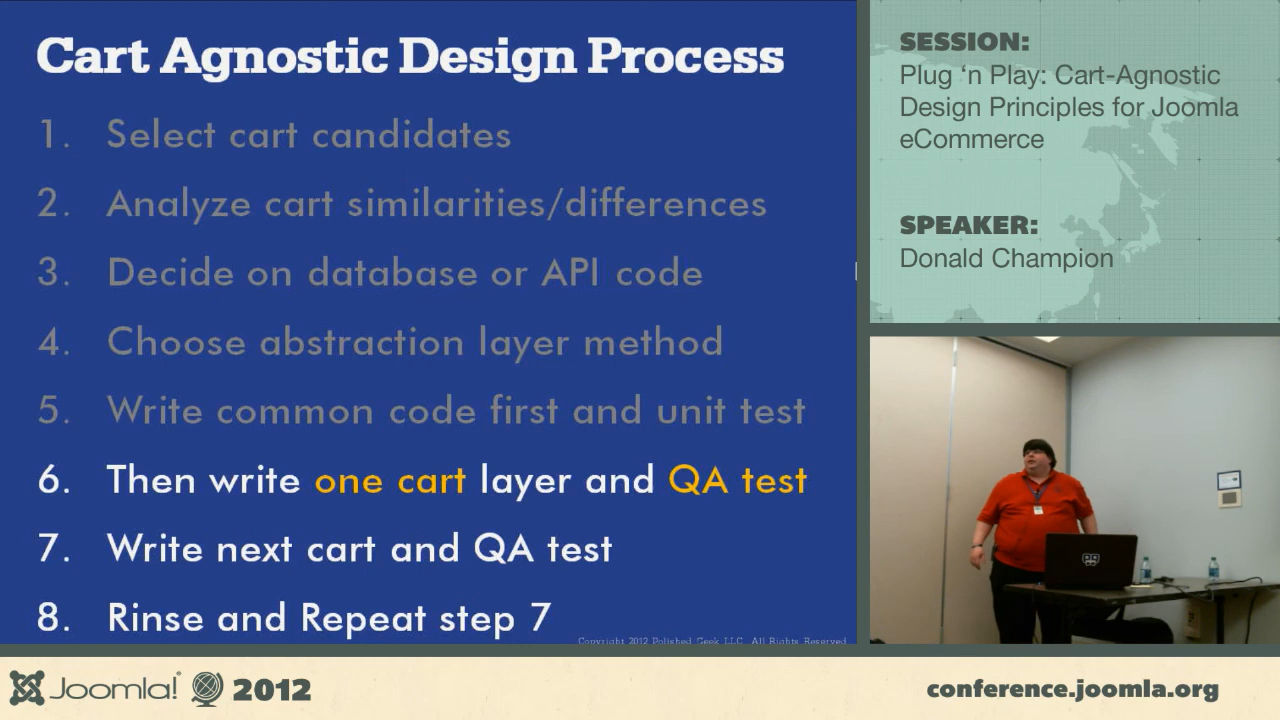 Cart Agnostic Design Process
1. Select cart candidates
2. Analyze cart similarities/differences
3. Decide on database or API code
4. Choose abstraction layer method
5. Write common code first and unit test
6. Then write one cart layer and QA test
7. Write next cart and QA test
8. Rinse and Repeat step 7
Copyright 2012 Polished Geek LLC. All Rights Reserved
SESSION:
Plug ‘n Play: Cart-Agnostic
Design Principles for Joomla
eCommerce
SPEAKER:
Donald Champion
Joomla! 2012
conference.joomla.org